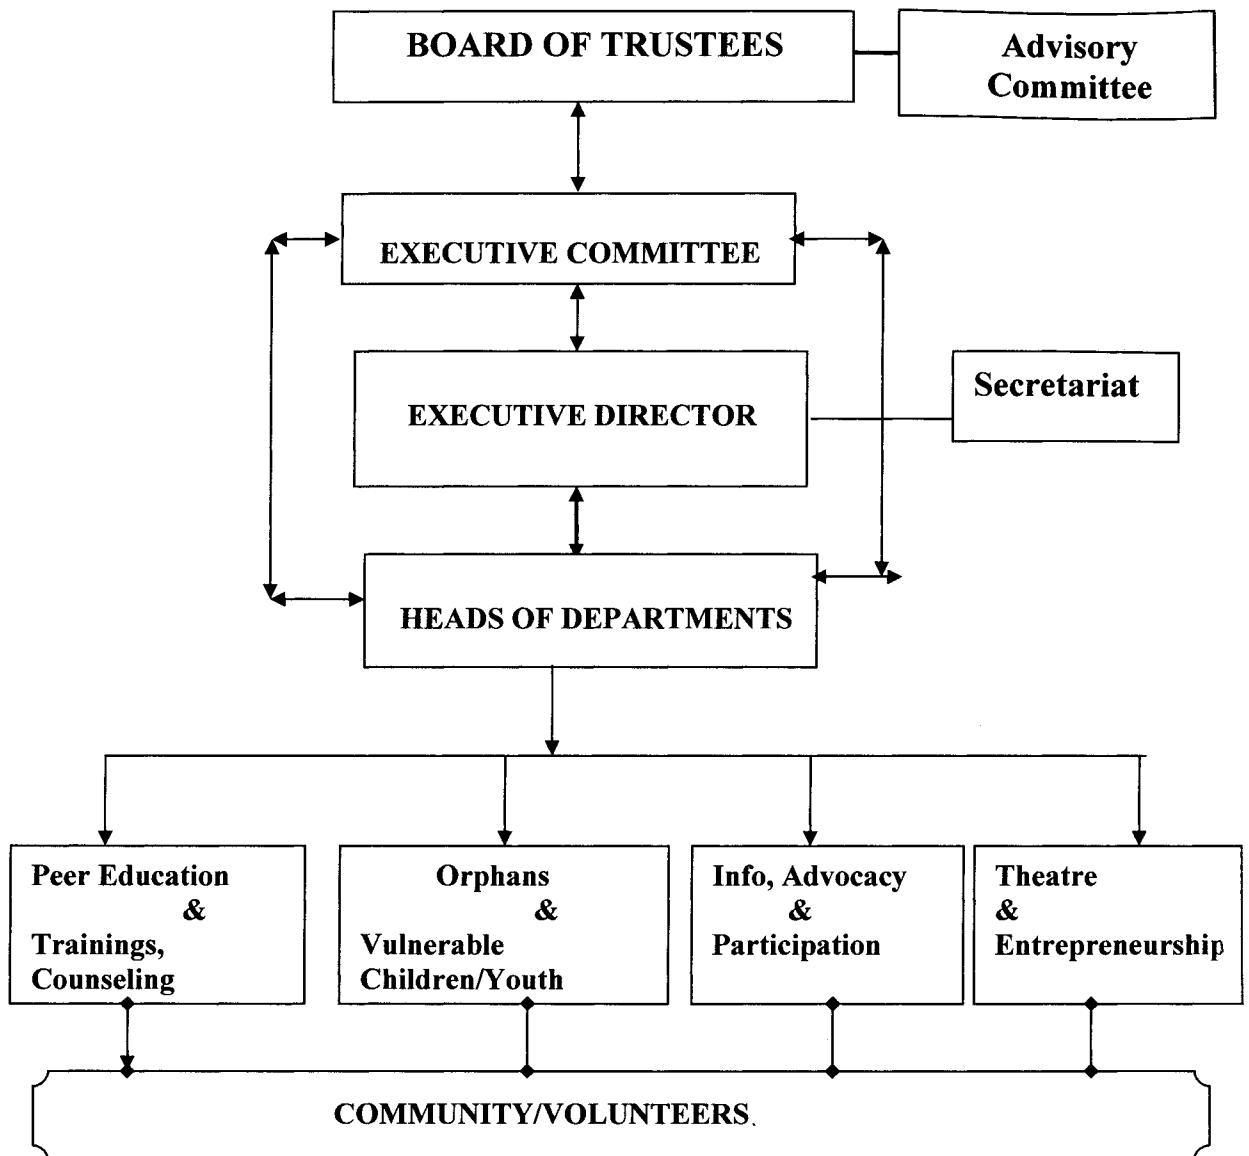 BOARD OF TRUSTEES
Advisory
Committee
EXECUTIVE COMMITTEE
EXECUTIVE DIRECTOR
Secretariat
HEADS OF DEPARTMENTS
Peer Education
&
Trainings,
Counseling
Orphans
&
Vulnerable
Children/Youth
Info, Advocacy
&
Participation
Theatre
&
Entrepreneurship
COMMUNITY/VOLUNTEERS